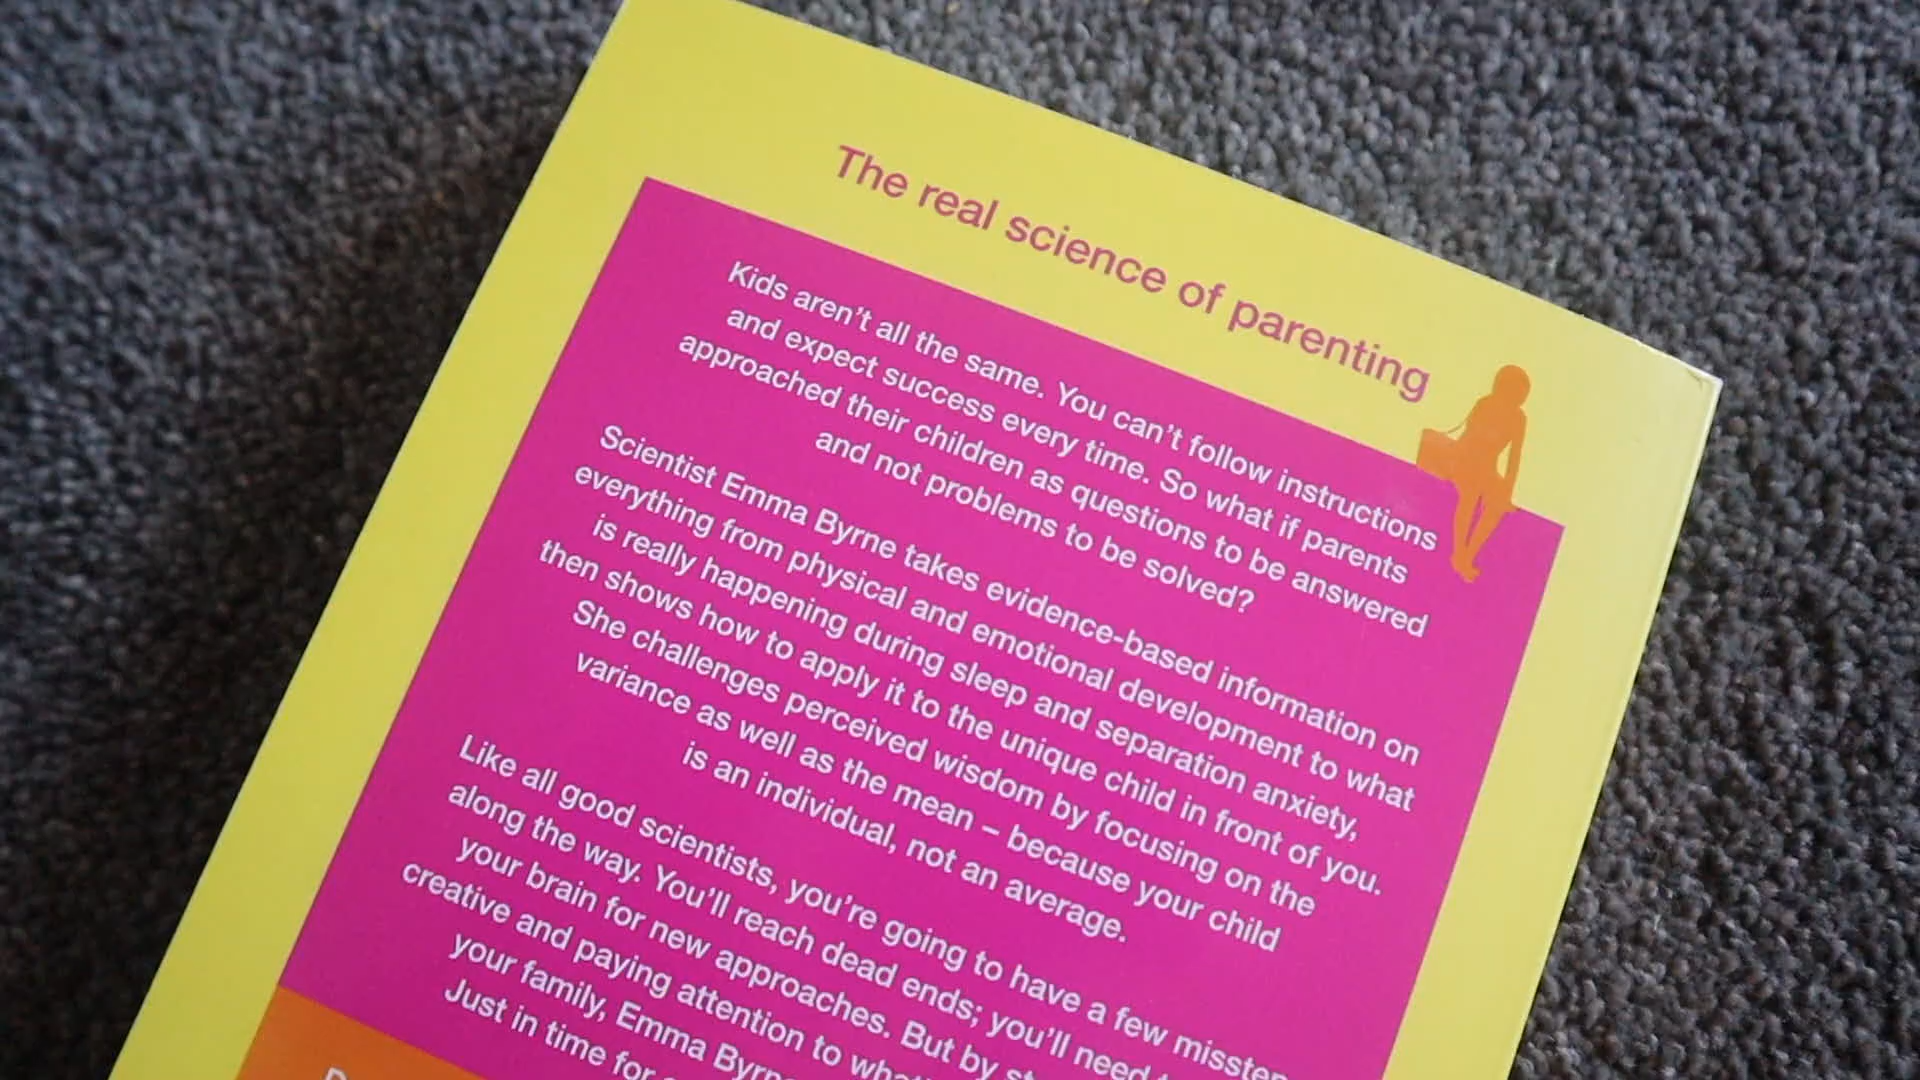 The real science of parenting
Kids aren't all the same. You can't follow instructions
and expect success every time. So what if parents
approached their children as questions to be answered
and not problems to be solved?
Scientist Emma Byrne takes evidence-based information on
everything from physical and emotional development to what
is really happening during sleep and separation anxiety,
then shows how to apply it to the unique child in front of you.
She challenges perceived wisdom by focusing on the
variance as well as the mean – because your child
is an individual, not an average.
Like all good scientists, you're going to have a few
along the way. You'll reach dead ends; you'll need
your brain for new approaches. But by
creative and paying attention to
your family, Emma
Just in time for